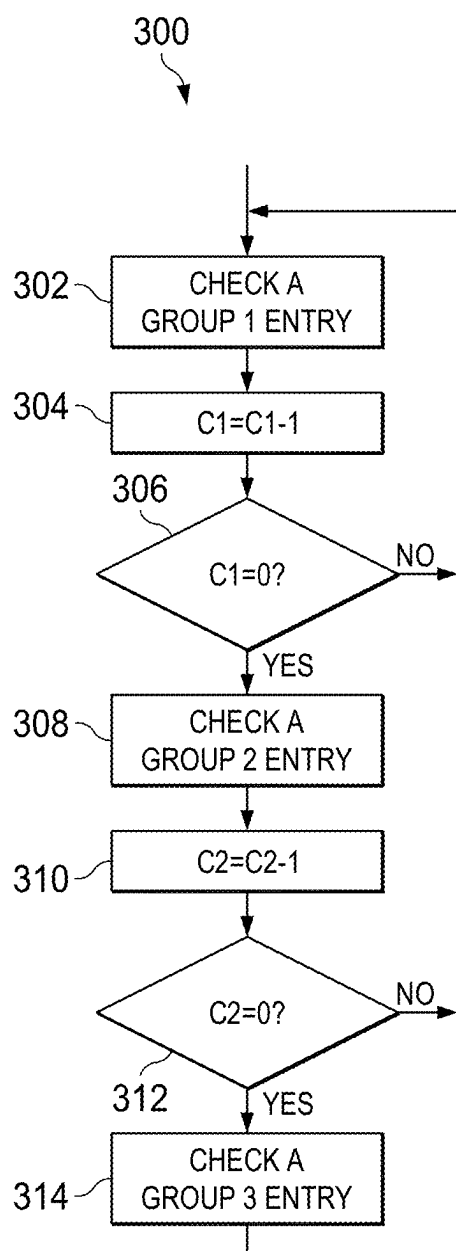 300
302
CHECK A
GROUP 1 ENTRY
304
C1=C1-1
306
C1=0?
NO
YES
308
CHECK A
GROUP 2 ENTRY
310
C2=C2-1
C2=0?
NO
312
YES
314
CHECK A
GROUP 3 ENTRY